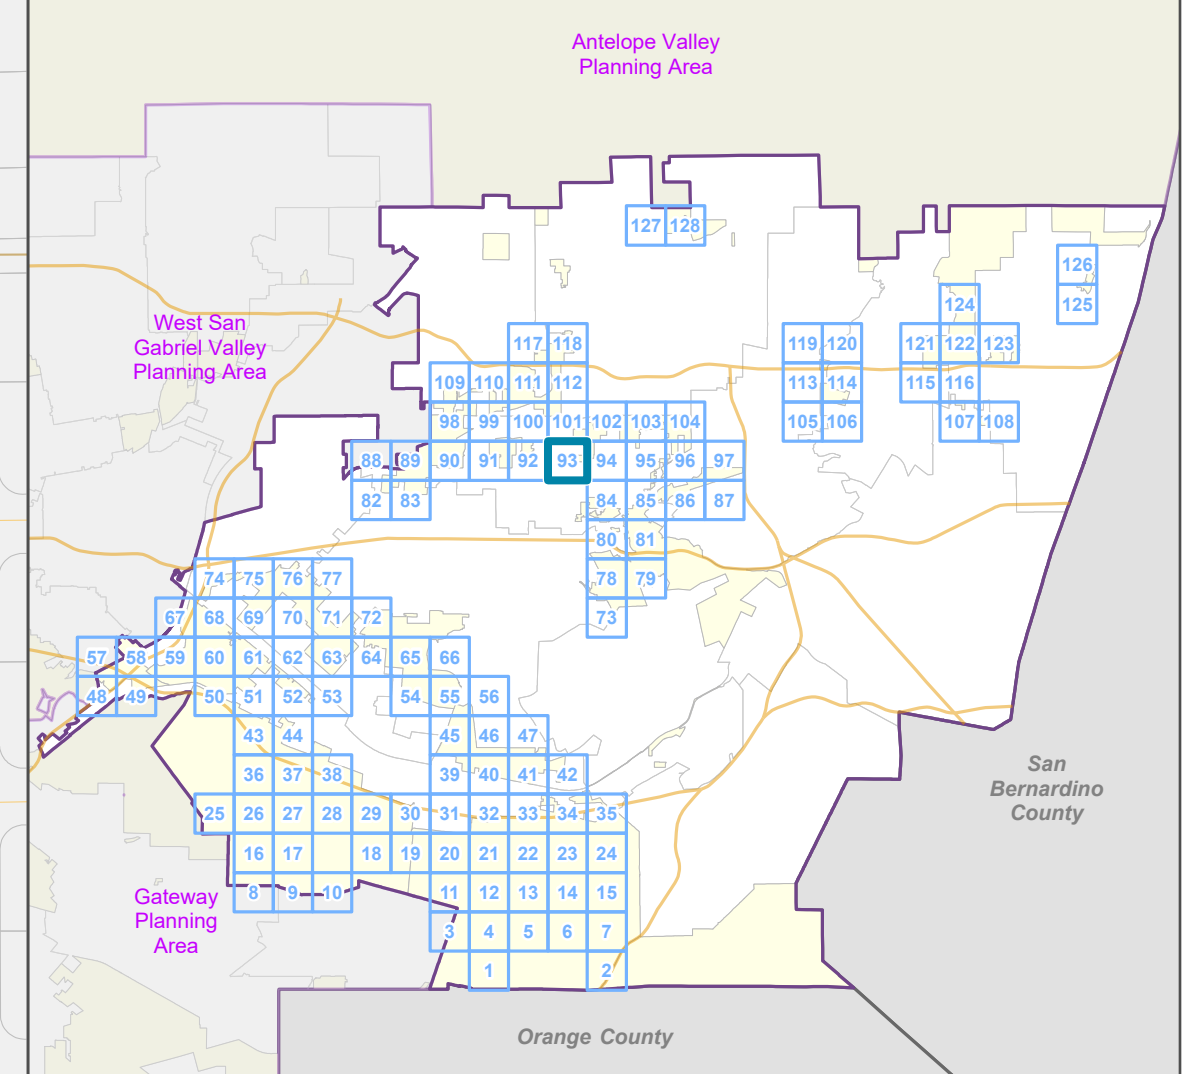 Antelope Valley
Planning Area
127 128
126
124 125
West San
Gabriel Valley
Planning Area
117 118 119 120 121 122 123
109 110 111 112 113 114 115 116
98 99 100 101 102 103 104 105 106 107 108
88 89 90 91 92 93 94 95 96 97
82 83 84 85 86 87
80 81
74 75 76 77 78 79
67 68 69 70 71 72 73
57 58 59 60 61 62 63 64 65 66
48 49 50 51 52 53 54 55 56
43 44 45 46 47
36 37 38 39 40 41 42
San
Bernardino
County
25 26 27 28 29 30 31 32 33 34 35
16 17 18 19 20 21 22 23 24
Gateway
Planning
Area
8 9 10 11 12 13 14 15
3 4 5 6 7
1 2
Orange County